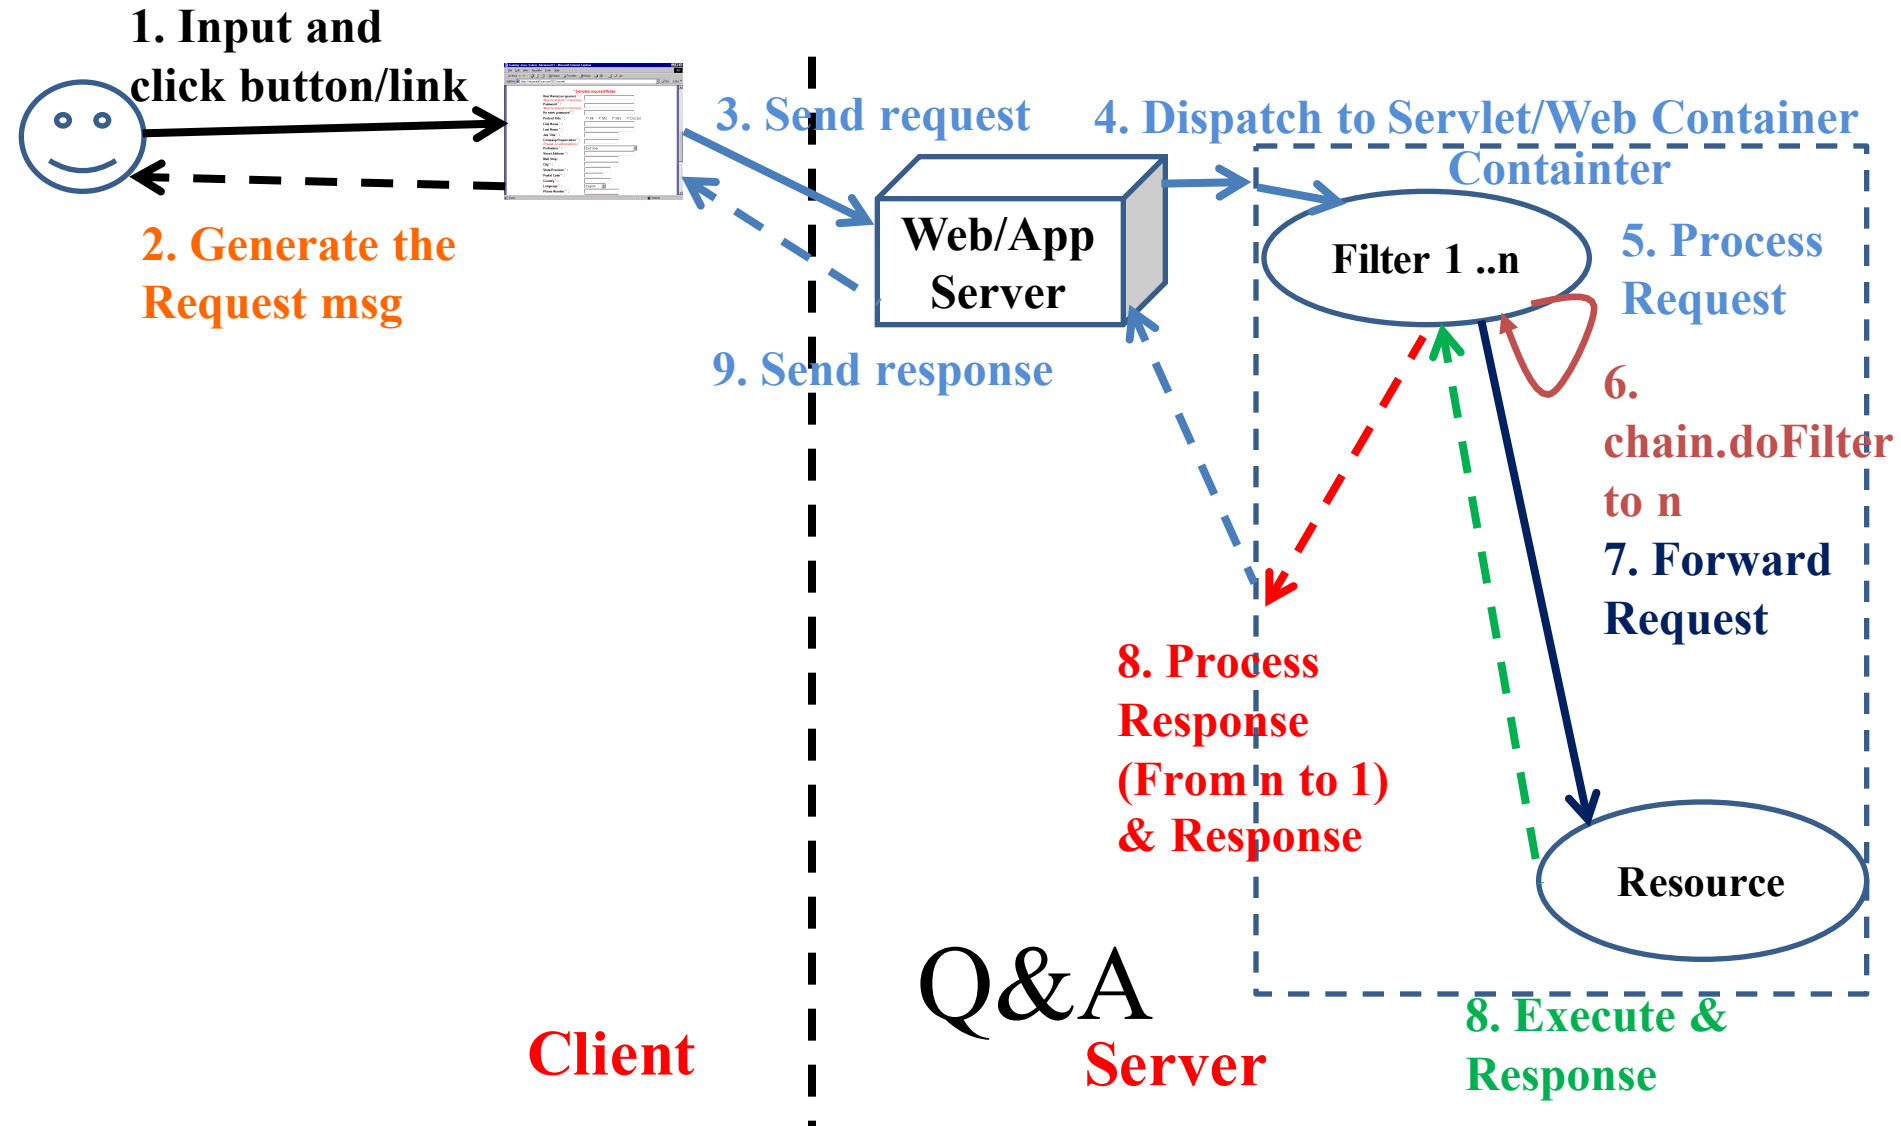 1. Input and
click button/link
3. Send request
4. Dispatch to Servlet/Web Container
Containter
Web/App
Server
Filter 1 ..n
5. Process
Request
2. Generate the
Request msg
9. Send response
6.
chain.doFilter
to n
7. Forward
Request
8. Process
Response
(From n to 1)
& Response
Resource
Q&A
8. Execute &
Response
Client
Server